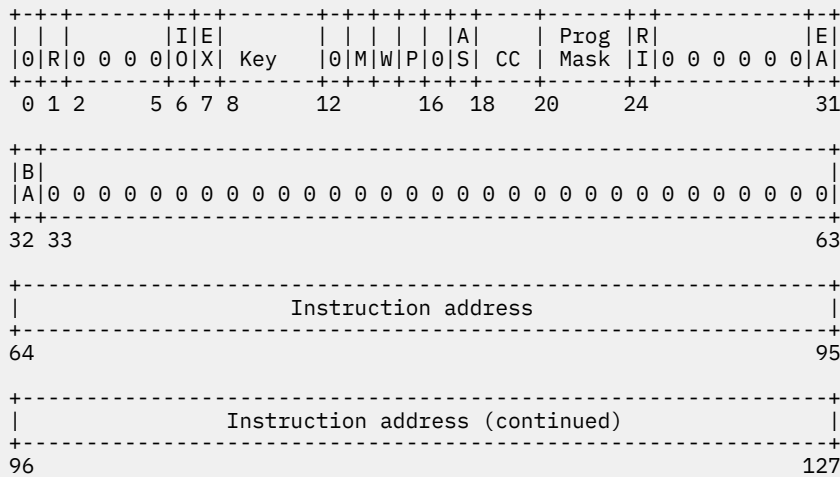 +-+-+-------+-+-+-------+-+-+-+-+-+-+-----+------+-+-----------+-+
| | |       |I|E|       | | | | | |A|     | Prog |R|           |E|
|0|R|0 0 0 0|O|X| Key   |0|M|W|P|0|S| CC  | Mask |I|0 0 0 0 0 0|A|
+-+-+-------+-+-+-------+-+-+-+-+-+-+-----+------+-+-----------+-+
 0 1 2     5 6 7 8      12      16  18    20     24            31
+-+--------------------------------------------------------------+
|B|                                                              |
|A|0 0 0 0 0 0 0 0 0 0 0 0 0 0 0 0 0 0 0 0 0 0 0 0 0 0 0 0 0 0 0|
+-+--------------------------------------------------------------+
32 33                                                           63
+----------------------------------------------------------------+
|                     Instruction address                        |
+----------------------------------------------------------------+
64                                                              95
+----------------------------------------------------------------+
|                Instruction address (continued)                 |
+----------------------------------------------------------------+
96                                                             127